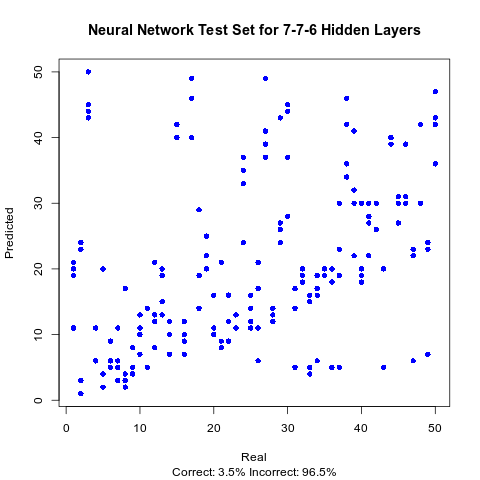 Neural Network Test Set for 7-7-6 Hidden Layers
Predicted
50
40
30
20
10
0
0 10 20 30 40 50
Real
Correct: 3.5% Incorrect: 96.5%